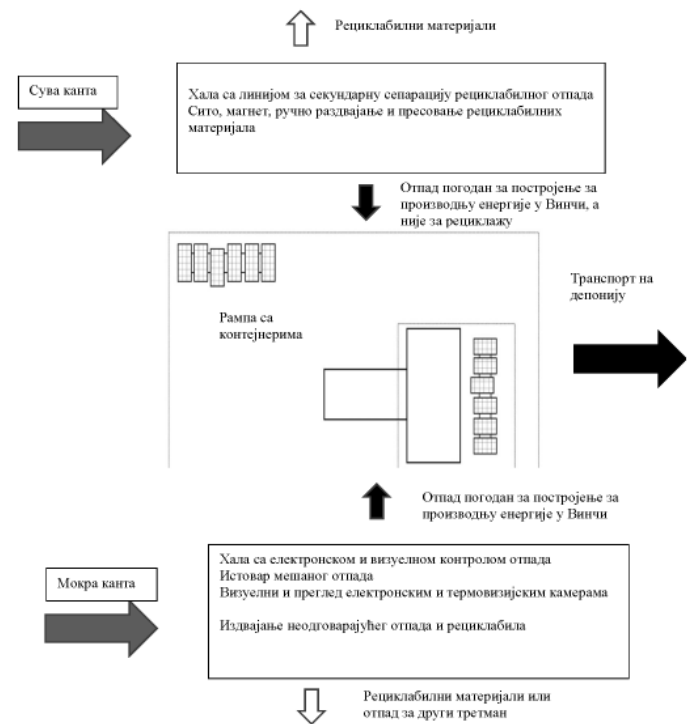 Рециклабилни материјали
Сува канта
Хала са линијом за секундарну сепарацију рециклабилног отпада
Сито, магнет, ручно раздвајање и пресовање рециклабилних
материјала
Отпад погодан за постројење за
производњу енергије у Винчи, а
није за рециклажу
Транспорт на
депонију
Рампа са
контејнерима
Отпад погодан за постројење за
производњу енергије у Винчи
Мокра канта
Хала са електронском и визуелном контролом отпада
Истовар мешаног отпада
Визуелни и преглед електронским и термовизијским камерама
Издвајање неодговарајућег отпада и рециклабила
Рециклабилни материјали или
отпад за други третман